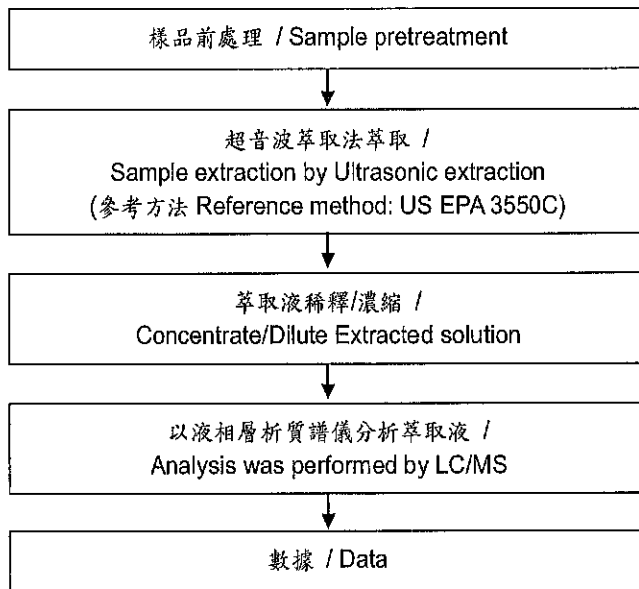 樣品前處理 / Sample pretreatment
超音波萃取法萃取 /
Sample extraction by Ultrasonic extraction
(參考方法 Reference method: US EPA 3550C)
萃取液稀釋/濃縮 /
Concentrate/Dilute Extracted solution
以液相層析質譜儀分析萃取液 /
Analysis was performed by LC/MS
數據 / Data